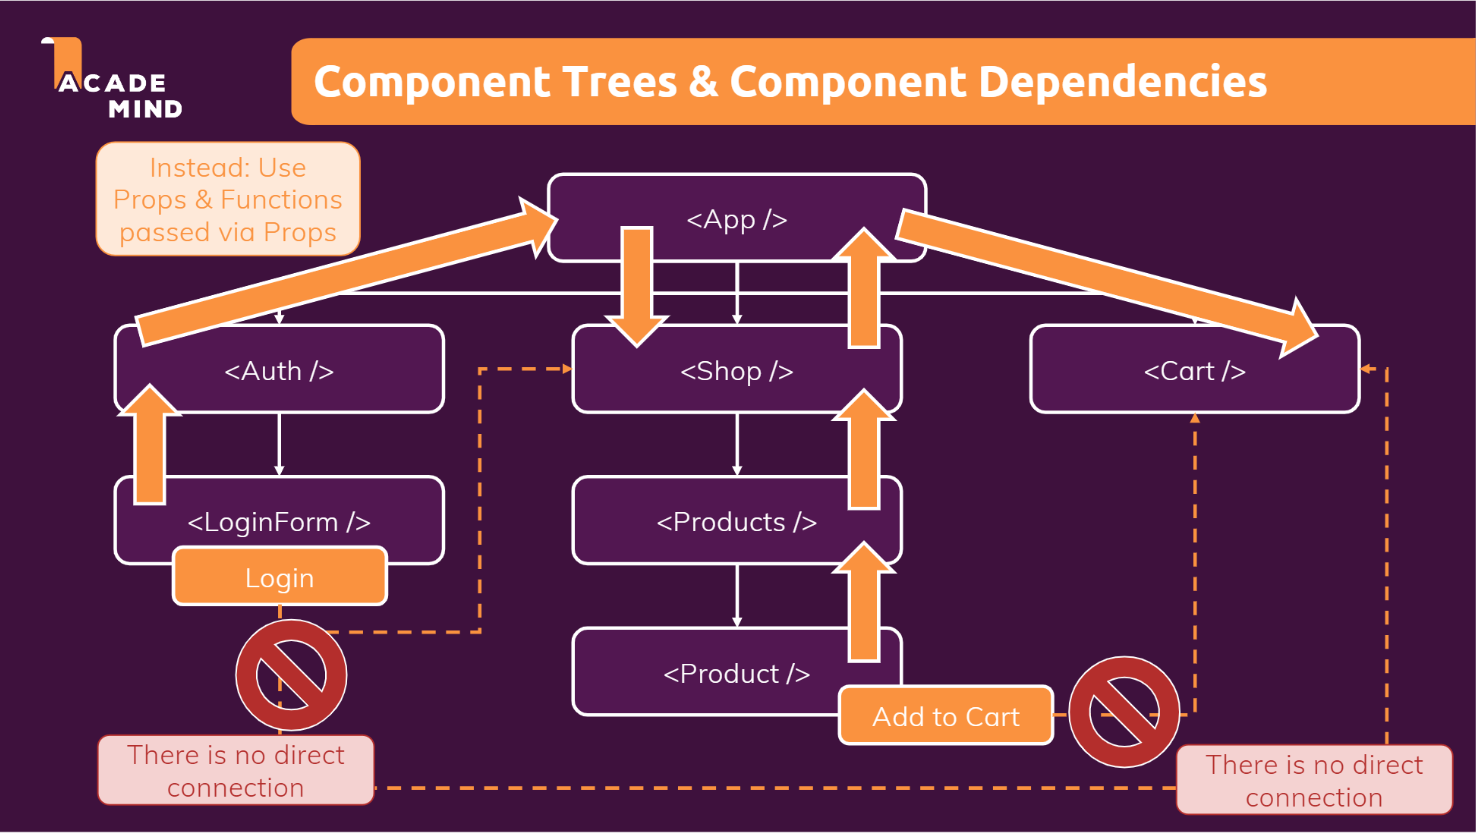 ACADE
MIND
Component Trees & Component Dependencies
Instead: Use
Props & Functions
passed via Props
<App />
<Auth />
<Shop />
<Cart />
<LoginForm />
<Products />
Login
<Product />
Add to Cart
There is no direct
connection
There is no direct
connection